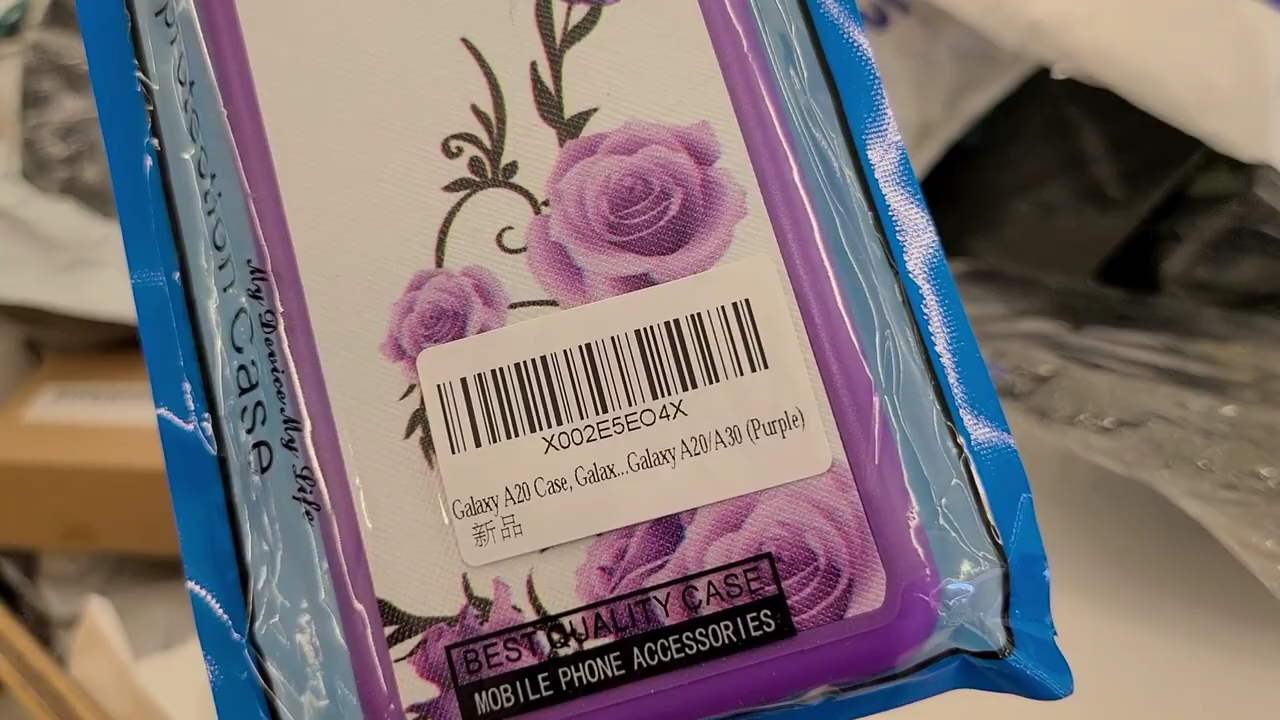 Protection Case
My Device My Life
X002E5EO4X
Galaxy A20 Case, Galax...Galaxy A20/A30 (Purple)
新品
BEST QUALITY CASE
MOBILE PHONE ACCESSORIES